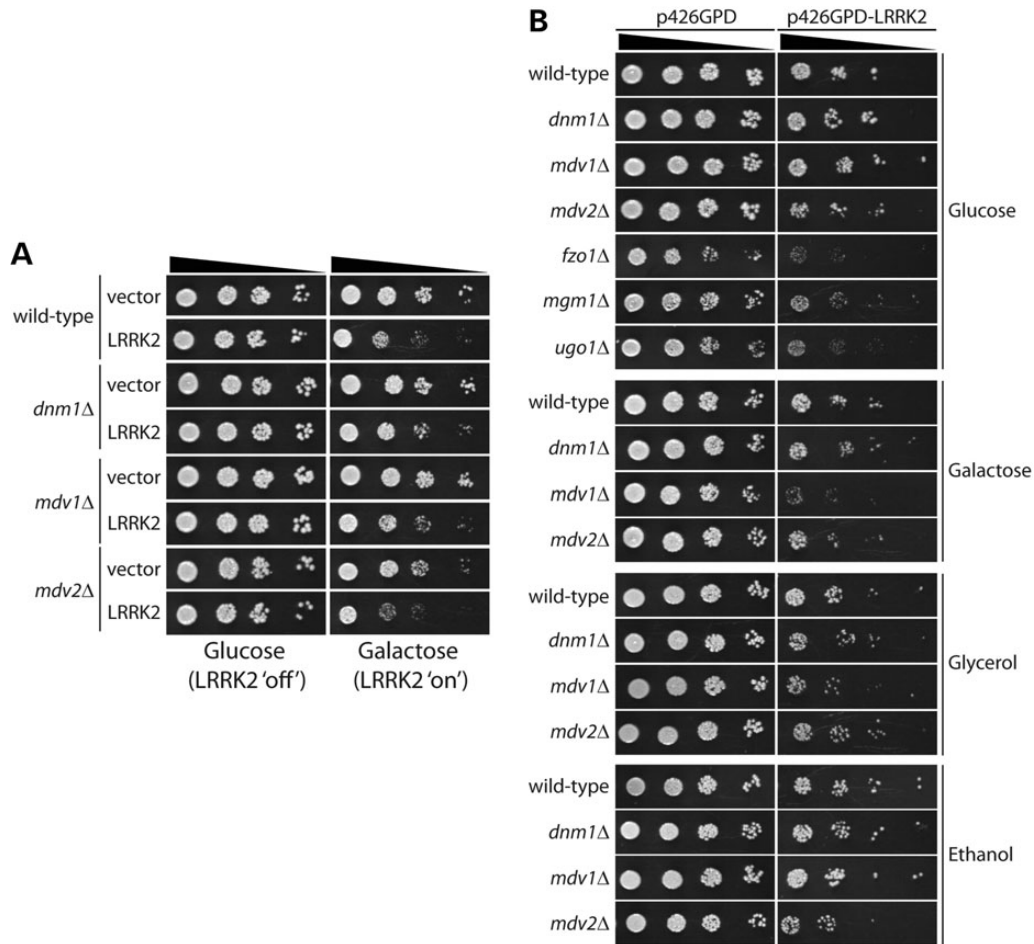 A
wild-type
vector
LRRK2
dnm1Δ
vector
LRRK2
mdv1Δ
vector
LRRK2
mdv2Δ
vector
LRRK2
Glucose
(LRRK2 ‘off’)
Galactose
(LRRK2 ‘on’)
B
p426GPD
p426GPD-LRRK2
wild-type
dnm1Δ
mdv1Δ
mdv2Δ
fzo1Δ
mgm1Δ
ugo1Δ
Glucose
wild-type
dnm1Δ
mdv1Δ
mdv2Δ
Galactose
wild-type
dnm1Δ
mdv1Δ
mdv2Δ
Glycerol
wild-type
dnm1Δ
mdv1Δ
mdv2Δ
Ethanol